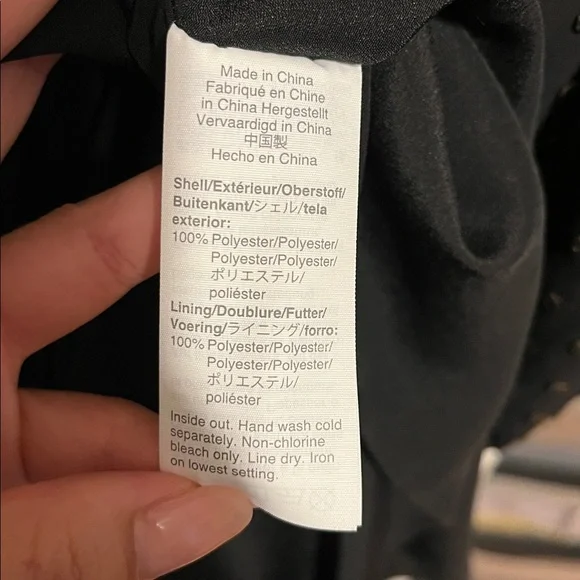 Made in China
Fabriqué en Chine
in China Hergestellt
Vervaardigd in China
中国製
Hecho en China
Shell/Extérieur/Oberstoff/
Buitenkant/シェル/tela
exterior:
100% Polyester/Polyester/
Polyester/Polyester/
ポリエステル/
poliéster
Lining/Doublure/Futter/
Voering/ライニング/forro:
100% Polyester/Polyester/
Polyester/Polyester/
ポリエステル/
poliéster
Inside out. Hand wash cold
separately. Non-chlorine
bleach only. Line dry. Iron
on lowest setting.